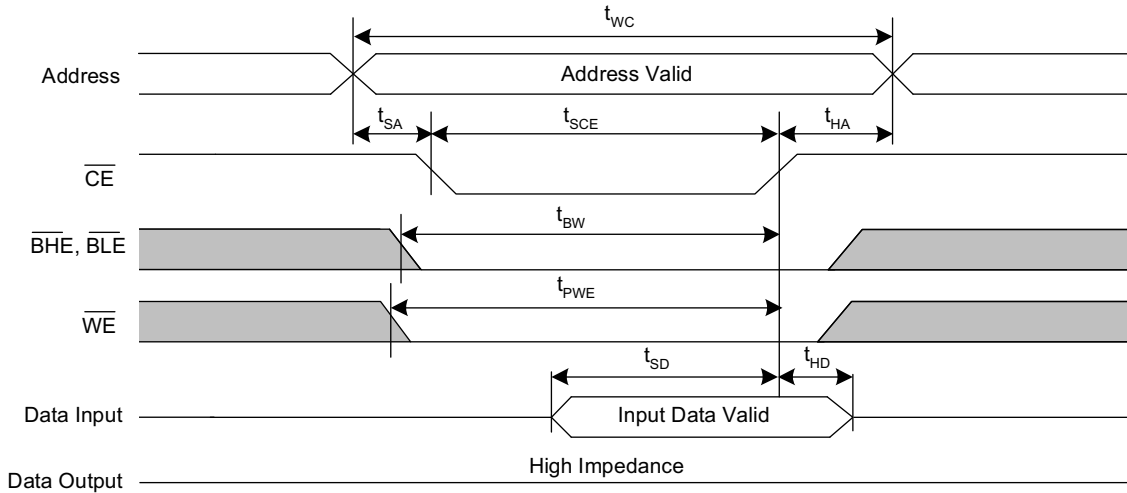 tWC
Address
Address Valid
tSA
tSCE
tHA
CE
tBW
BHE, BLE
tPWE
WE
tSD
tHD
Data Input
Input Data Valid
High Impedance
Data Output